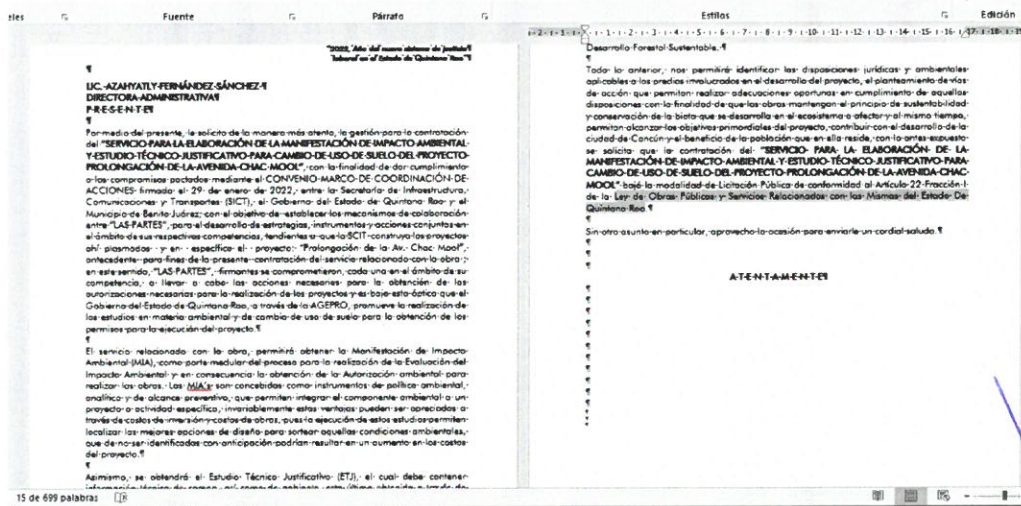 eles Fuente Párrafo Estilos Edición
"2022, Año del nuevo sistema de justicia
laboral en el Estado de Quintana Roo"
LIC. AZAHYATLY FERNÁNDEZ SÁNCHEZ
DIRECTORA ADMINISTRATIVA
P R E S E N T E
Por medio del presente, le solicito de la manera más atenta, la gestión para la contratación
del "SERVICIO PARA LA ELABORACIÓN DE LA MANIFESTACIÓN DE IMPACTO AMBIENTAL
Y ESTUDIO TÉCNICO JUSTIFICATIVO PARA CAMBIO DE USO DE SUELO DEL PROYECTO
PROLONGACIÓN DE LA AVENIDA CHAC MOOL", con la finalidad de dar cumplimiento
a los compromisos pactados mediante el CONVENIO MARCO DE COORDINACIÓN DE
ACCIONES firmado el 29 de enero de 2022, entre la Secretaría de Infraestructura,
Comunicaciones y Transportes (SICT), el Gobierno del Estado de Quintana Roo y el
Municipio de Benito Juárez; con el objetivo de establecer los mecanismos de colaboración
entre "LAS PARTES", para el desarrollo de estrategias, instrumentos y acciones conjuntas en
el ámbito de sus respectivas competencias, tendientes a que la SCIT construya los proyectos
ahí plasmados y en específico el proyecto: "Prolongación de la Av. Chac Mool",
antecedente para fines de la presente contratación del servicio relacionado con la obra;
en este sentido, "LAS PARTES", firmantes se comprometieron, cada una en el ámbito de su
competencia, a llevar a cabo las acciones necesarias para la obtención de las
autorizaciones necesarias para la realización de los proyectos y es bajo esta óptica que el
Gobierno del Estado de Quintana Roo, a través de la AGEPRO, promueve la realización de
los estudios en materia ambiental y de cambio de uso de suelo para la obtención de los
permisos para la ejecución del proyecto.
El servicio relacionado con la obra, permitirá obtener la Manifestación de Impacto
Ambiental (MIA), como parte medular del proceso para la realización de la Evaluación del
Impacto Ambiental y en consecuencia la obtención de la Autorización ambiental para
realizar las obras. Las MIA's son concebidas como instrumentos de política ambiental,
analítica y de alcance preventivo, que permiten integrar el componente ambiental a un
proyecto o actividad específica, invariablemente estas ventajas pueden ser apreciadas a
través de costos de inversión y costos de obras, pues la ejecución de estos estudios permiten
localizar las mejores opciones de diseño para sortear aquellas condiciones ambientales,
que de no ser identificadas con anticipación podrían resultar en un aumento en los costos
del proyecto.
Asimismo, se obtendrá el Estudio Técnico Justificativo (ETJ), el cual debe contener
información técnica de campo, así como de gabinete, esta última obtenida a través de
Desarrollo Forestal Sustentable.
Todo lo anterior, nos permitirá identificar las disposiciones jurídicas y ambientales
aplicables a los predios involucrados en el desarrollo del proyecto, el planteamiento de vías
de acción que permitan realizar adecuaciones oportunas en cumplimiento de aquellas
disposiciones con la finalidad de que las obras mantengan el principio de sustentabilidad
y conservación de la biota que se desarrolla en el ecosistema a afectar y al mismo tiempo,
permitan alcanzar los objetivos primordiales del proyecto, contribuir con el desarrollo de la
ciudad de Cancún y el beneficio de la población que en ella reside, con lo antes expuesto
se solicita que la contratación del "SERVICIO PARA LA ELABORACIÓN DE LA
MANIFESTACIÓN DE IMPACTO AMBIENTAL Y ESTUDIO TÉCNICO JUSTIFICATIVO PARA
CAMBIO DE USO DE SUELO DEL PROYECTO PROLONGACIÓN DE LA AVENIDA CHAC
MOOL" bajó la modalidad de Licitación Pública de conformidad al Artículo 22 Fracción I
de la Ley de Obras Públicas y Servicios Relacionados con las Mismas del Estado De
Quintana Roo.
Sin otro asunto en particular, aprovecho la ocasión para enviarle un cordial saludo.
A T E N T A M E N T E
15 de 699 palabras